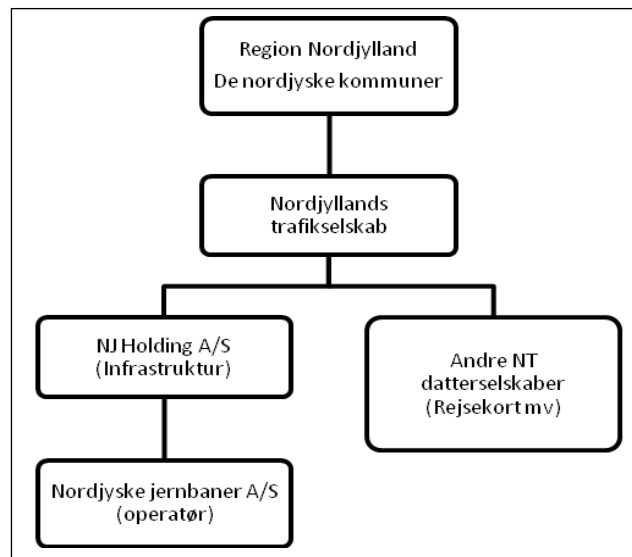 Region Nordjylland
De nordjyske kommuner
Nordjyllands
trafikselskab
NJ Holding A/S
(Infrastruktur)
Andre NT
datterselskaber
(Rejsekort mv)
Nordjyske jernbaner A/S
(operatør)